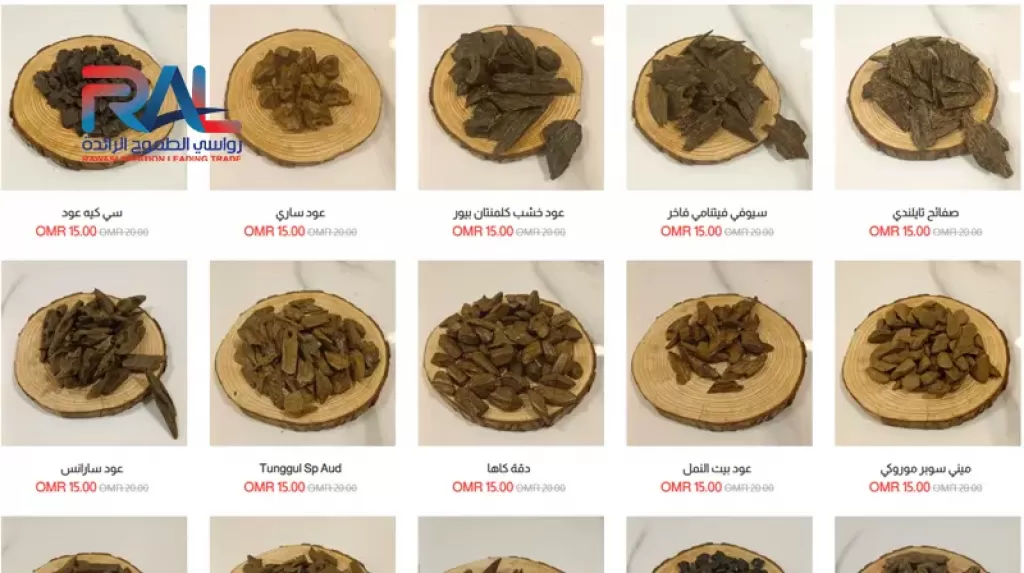 RAL
رواسي الطموح الرائدة
RAWASI AMBITION LEADING TRADE
صفائح تايلندي
سيوفي فيتنامي فاخر
عود خشب كلمنتان بيور
عود ساري
سي كيه عود
OMR 15.00 OMR 20.00
OMR 15.00 OMR 20.00
OMR 15.00 OMR 20.00
OMR 15.00 OMR 20.00
OMR 15.00 OMR 20.00
ميني سوبر موروكي
عود بيت النمل
دقة كاها
Tunggul Sp Aud
عود سارانس
OMR 15.00 OMR 20.00
OMR 15.00 OMR 20.00
OMR 15.00 OMR 20.00
OMR 15.00 OMR 20.00
OMR 15.00 OMR 20.00